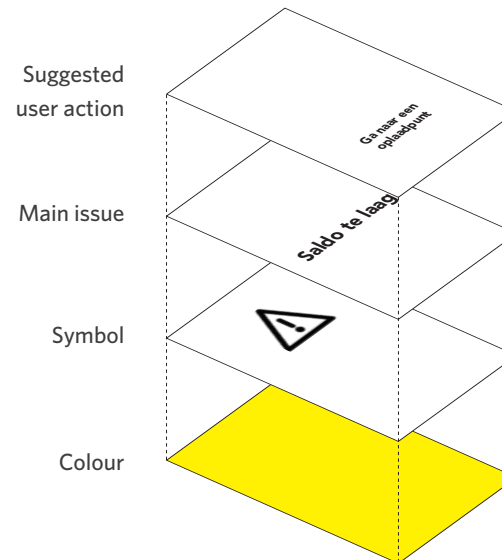 Suggested
user action
Ga naar een
oplaadpunt
Main issue
Saldo te laag
Symbol
!
Colour